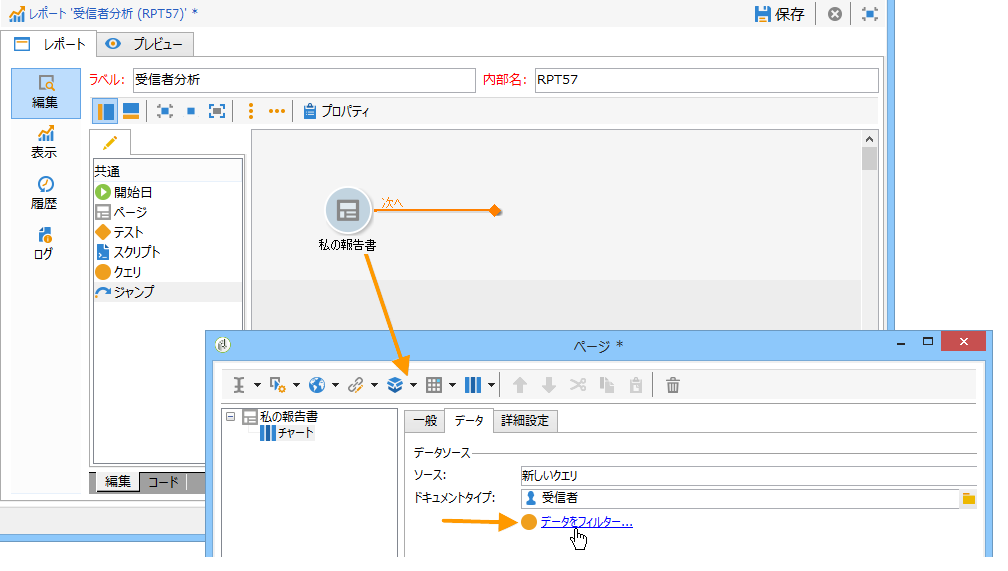 レポート '受信者分析 (RPT57)' *
保存
レポート
プレビュー
編集
表示
履歴
ログ
ラベル:
受信者分析
内部名:
RPT57
プロパティ
共通
開始日
ページ
テスト
スクリプト
クェリ
ジャンプ
次へ
私の報告書
編集
コード
ページ *
私の報告書
チャート
一般
データ
詳細設定
データソース
ソース:
新しいクエリ
ドキュメントタイプ:
受信者
データをフィルター...